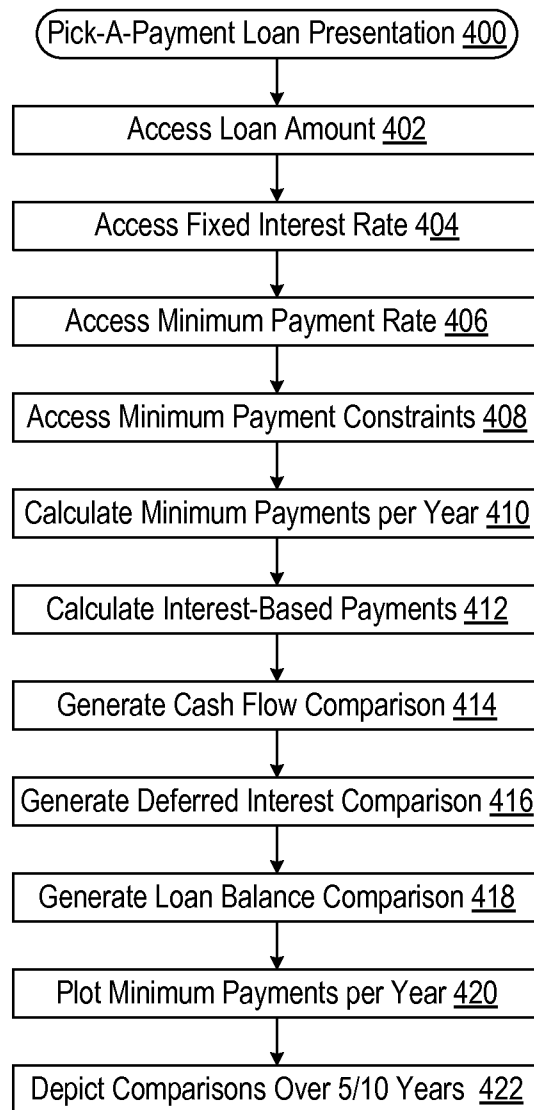 Pick-A-Payment Loan Presentation 400
Access Loan Amount 402
Access Fixed Interest Rate 404
Access Minimum Payment Rate 406
Access Minimum Payment Constraints 408
Calculate Minimum Payments per Year 410
Calculate Interest-Based Payments 412
Generate Cash Flow Comparison 414
Generate Deferred Interest Comparison 416
Generate Loan Balance Comparison 418
Plot Minimum Payments per Year 420
Depict Comparisons Over 5/10 Years 422